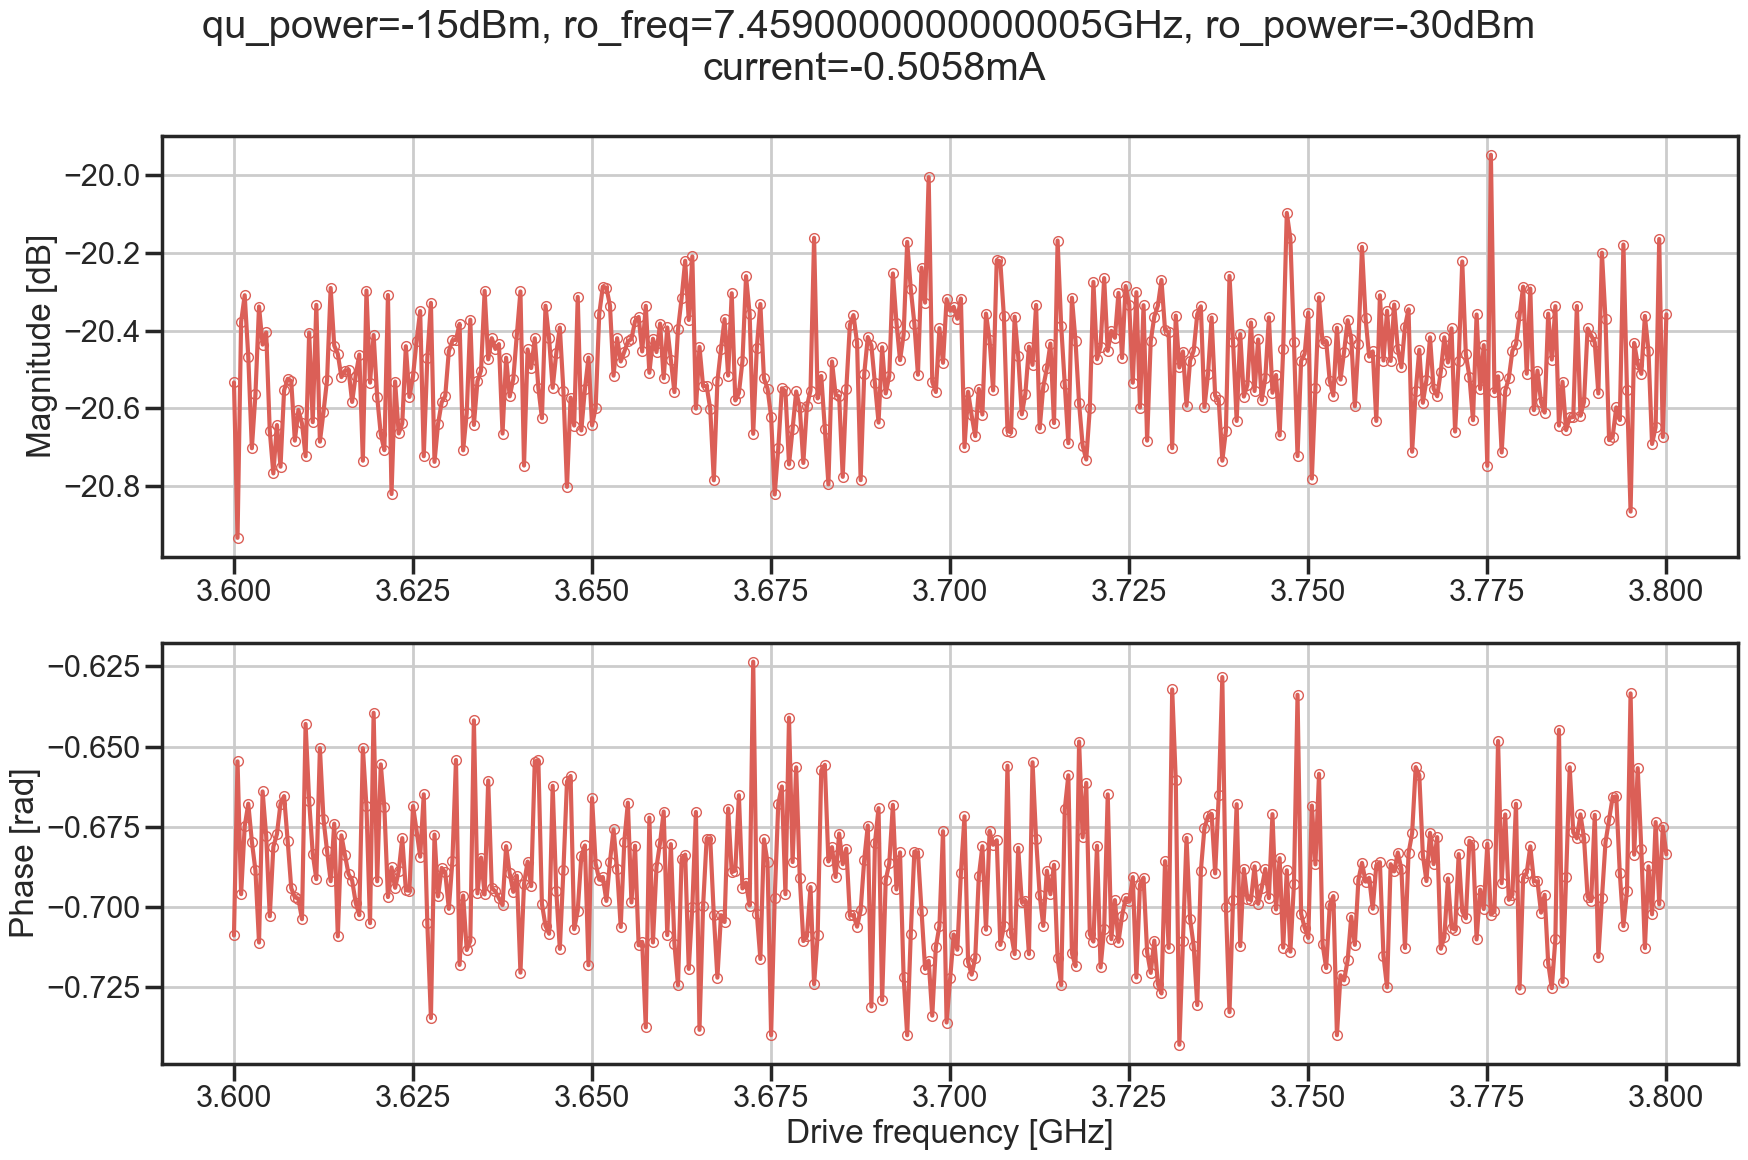 qu_power=-15dBm, ro_freq=7.4590000000000005GHz, ro_power=-30dBm
current=-0.5058mA
Magnitude [dB]
−20.0
−20.2
−20.4
−20.6
−20.8
3.600 3.625 3.650 3.675 3.700 3.725 3.750 3.775 3.800
Phase [rad]
−0.625
−0.650
−0.675
−0.700
−0.725
3.600 3.625 3.650 3.675 3.700 3.725 3.750 3.775 3.800
Drive frequency [GHz]